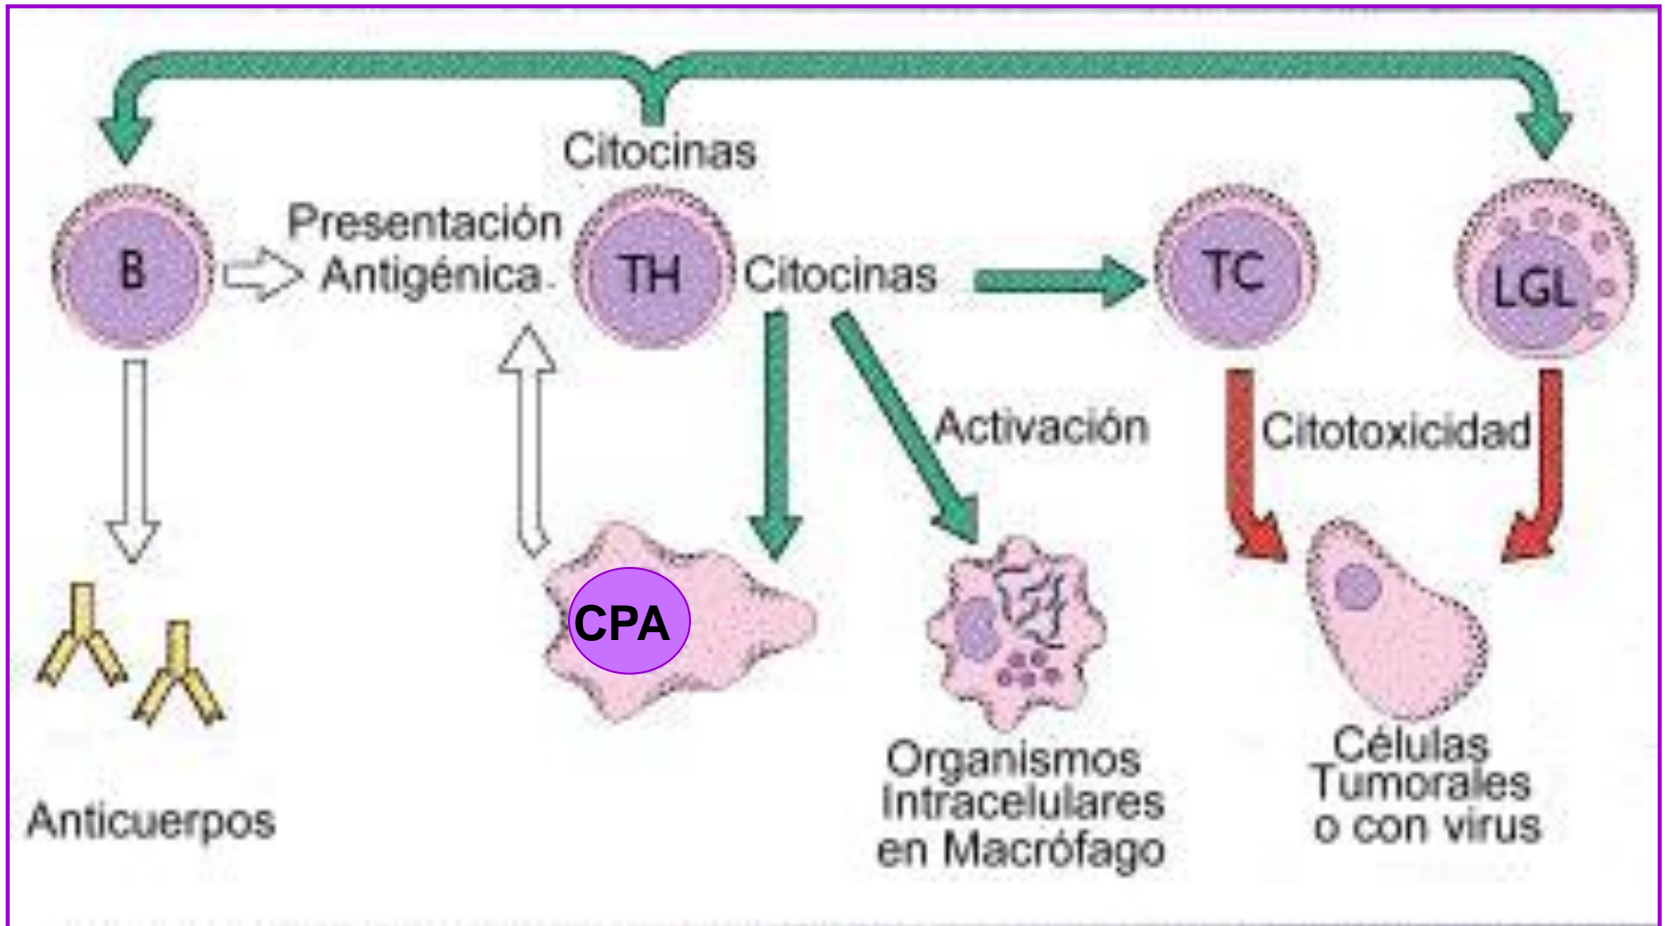 Citocinas
Presentación
Antigénica.
B
TH
Citocinas
TC
LGL
Activación
Citotoxicidad
CPA
Anticuerpos
Organismos
Intracelulares
en Macrófago
Células
Tumorales
o con virus